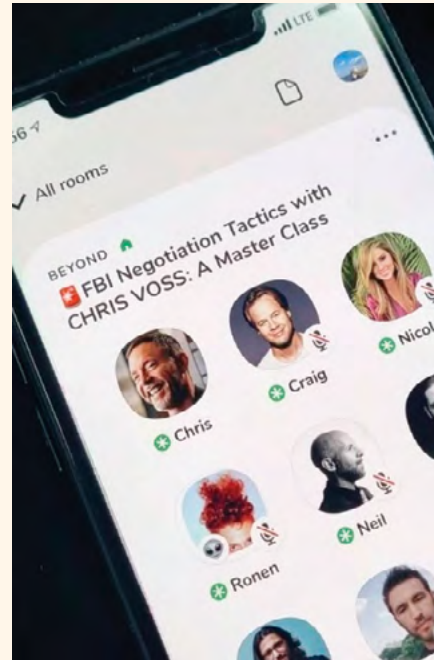 56
LTE
All rooms
BEYOND
FBI Negotiation Tactics with
CHRIS VOSS: A Master Class
Chris
Craig
Nicol
Ronen
Neil